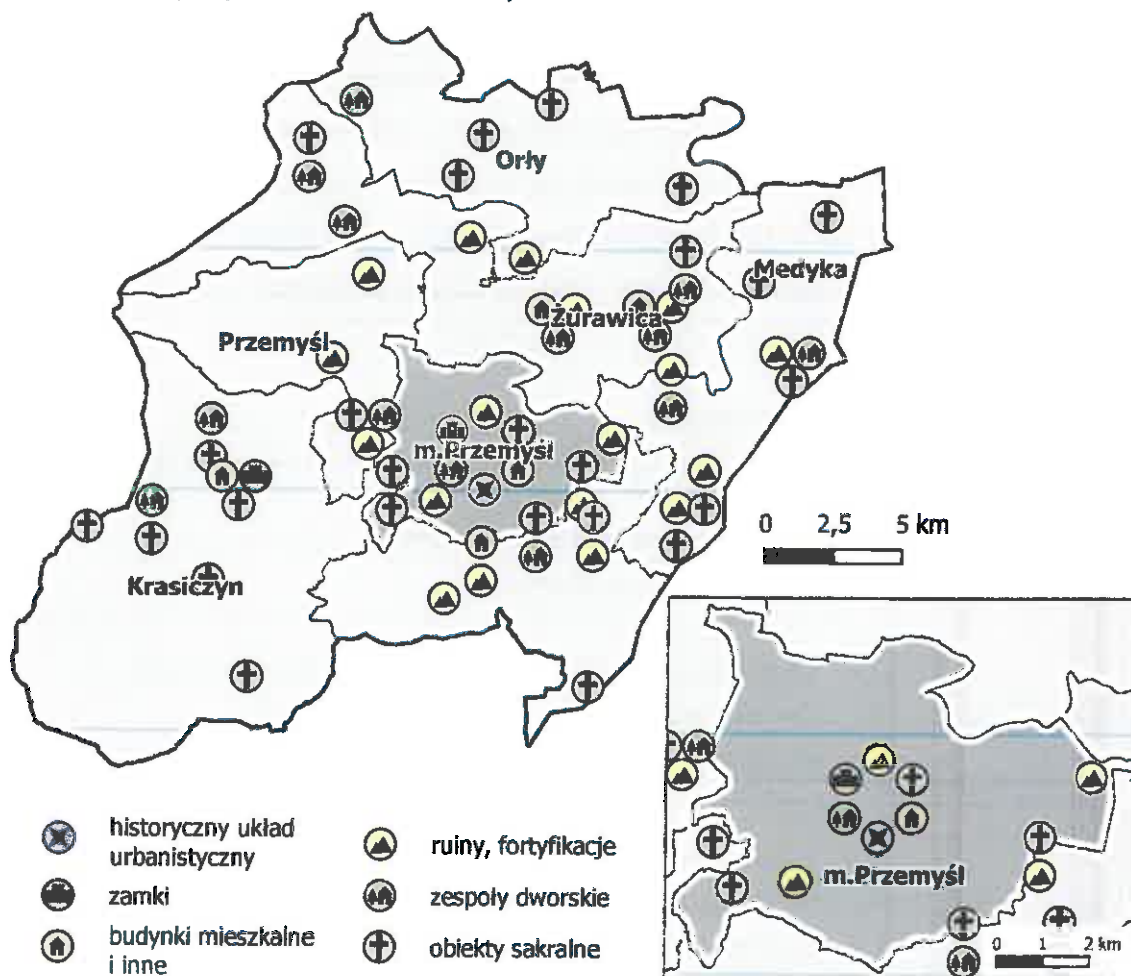 Orły
Medyka
Żurawica
Przemyśl
m.Przemyśl
0 2,5 5 km
Krasiczyn
m.Przemyśl
0 1 2 km
historyczny układ
urbanistyczny
zamki
budynki mieszkalne
i inne
ruiny, fortyfikacje
zespoły dworskie
obiekty sakralne